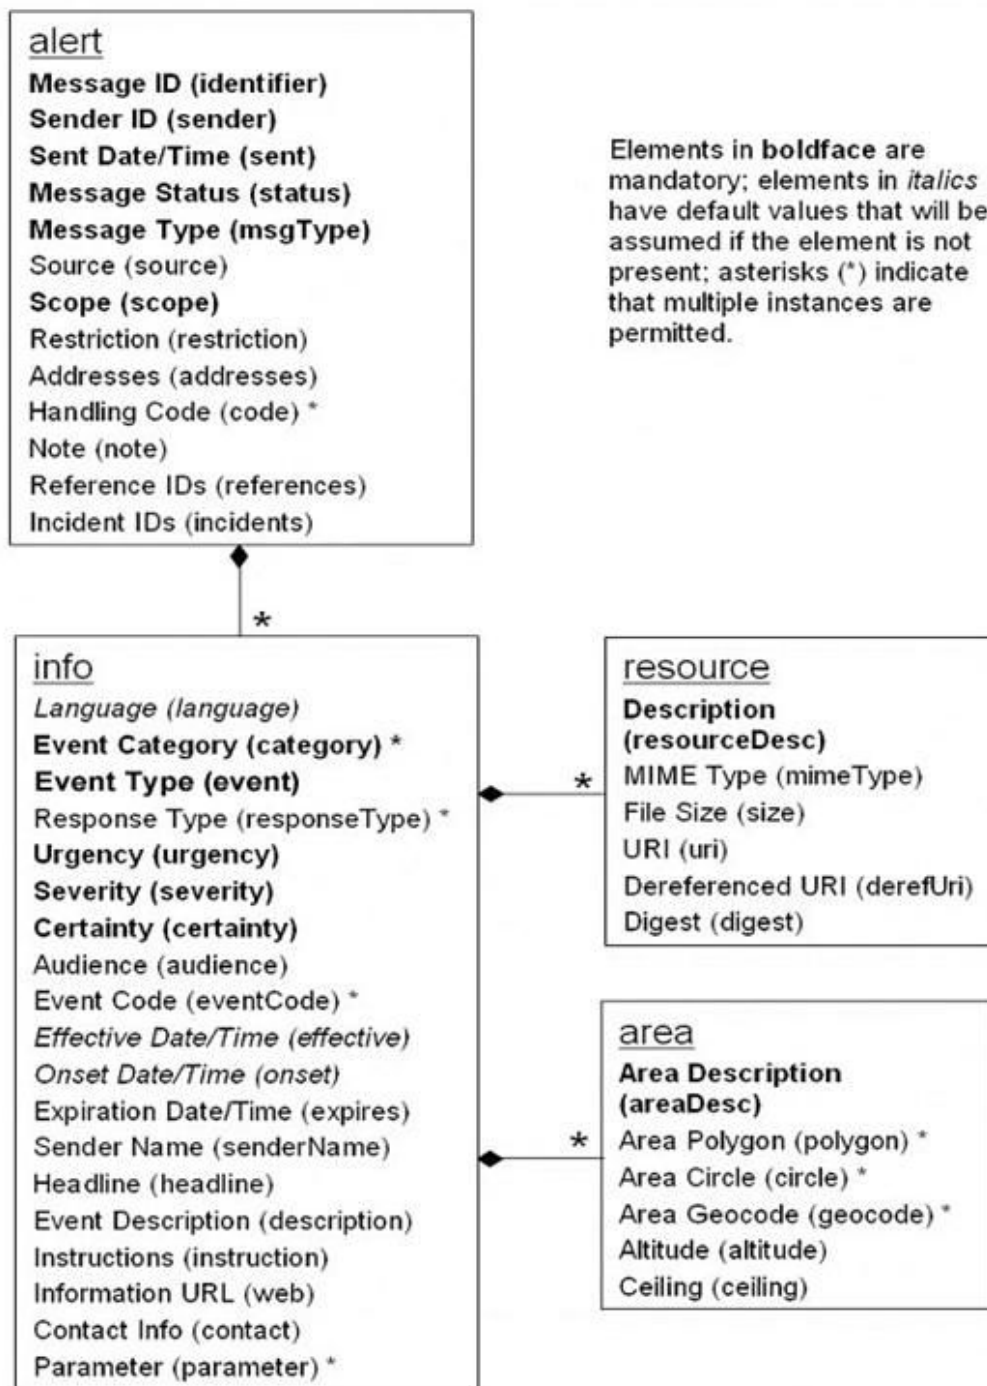 alert
Message ID (identifier)
Sender ID (sender)
Sent Date/Time (sent)
Message Status (status)
Message Type (msgType)
Source (source)
Scope (scope)
Restriction (restriction)
Addresses (addresses)
Handling Code (code) *
Note (note)
Reference IDs (references)
Incident IDs (incidents)
Elements in boldface are
mandatory; elements in italics
have default values that will be
assumed if the element is not
present; asterisks (*) indicate
that multiple instances are
permitted.
*
info
Language (language)
Event Category (category) *
Event Type (event)
Response Type (responseType) *
Urgency (urgency)
Severity (severity)
Certainty (certainty)
Audience (audience)
Event Code (eventCode) *
Effective Date/Time (effective)
Onset Date/Time (onset)
Expiration Date/Time (expires)
Sender Name (senderName)
Headline (headline)
Event Description (description)
Instructions (instruction)
Information URL (web)
Contact Info (contact)
Parameter (parameter) *
*
resource
Description
(resourceDesc)
MIME Type (mimeType)
File Size (size)
URI (uri)
Dereferenced URI (derefUri)
Digest (digest)
*
area
Area Description
(areaDesc)
Area Polygon (polygon) *
Area Circle (circle) *
Area Geocode (geocode) *
Altitude (altitude)
Ceiling (ceiling)